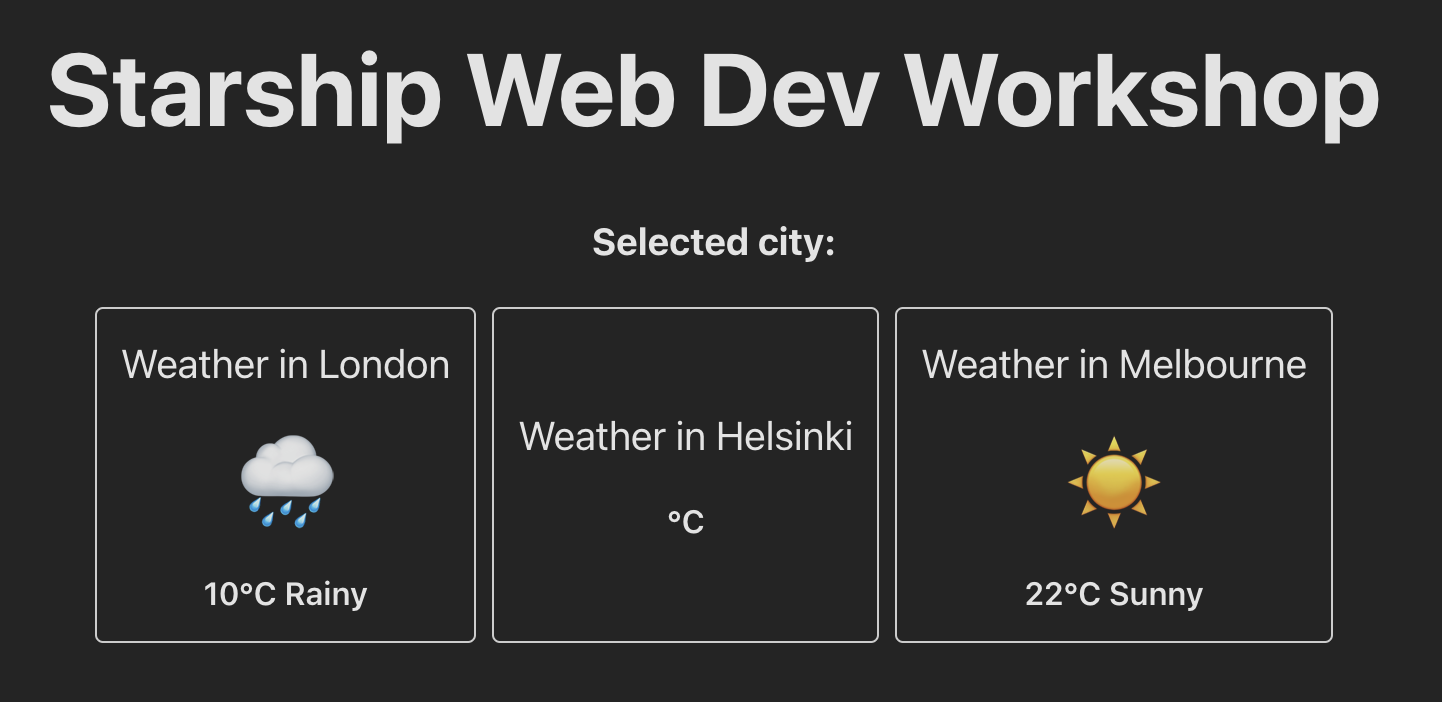 Starship Web Dev Workshop
Selected city:
Weather in London
10°C Rainy
Weather in Helsinki
°C
Weather in Melbourne
22°C Sunny